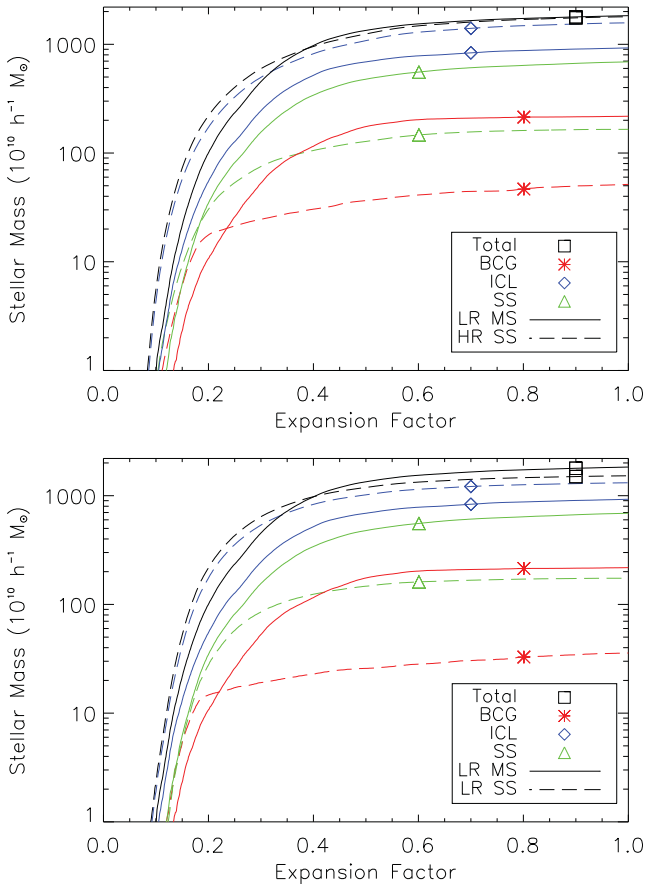 1000
100
10
1
Stellar Mass (10¹⁰ h⁻¹ M☉)
Total
BCG
ICL
SS
LR MS
HR SS
0.0 0.2 0.4 0.6 0.8 1.0
Expansion Factor
1000
100
10
1
Stellar Mass (10¹⁰ h⁻¹ M☉)
Total
BCG
ICL
SS
LR MS
LR SS
0.0 0.2 0.4 0.6 0.8 1.0
Expansion Factor